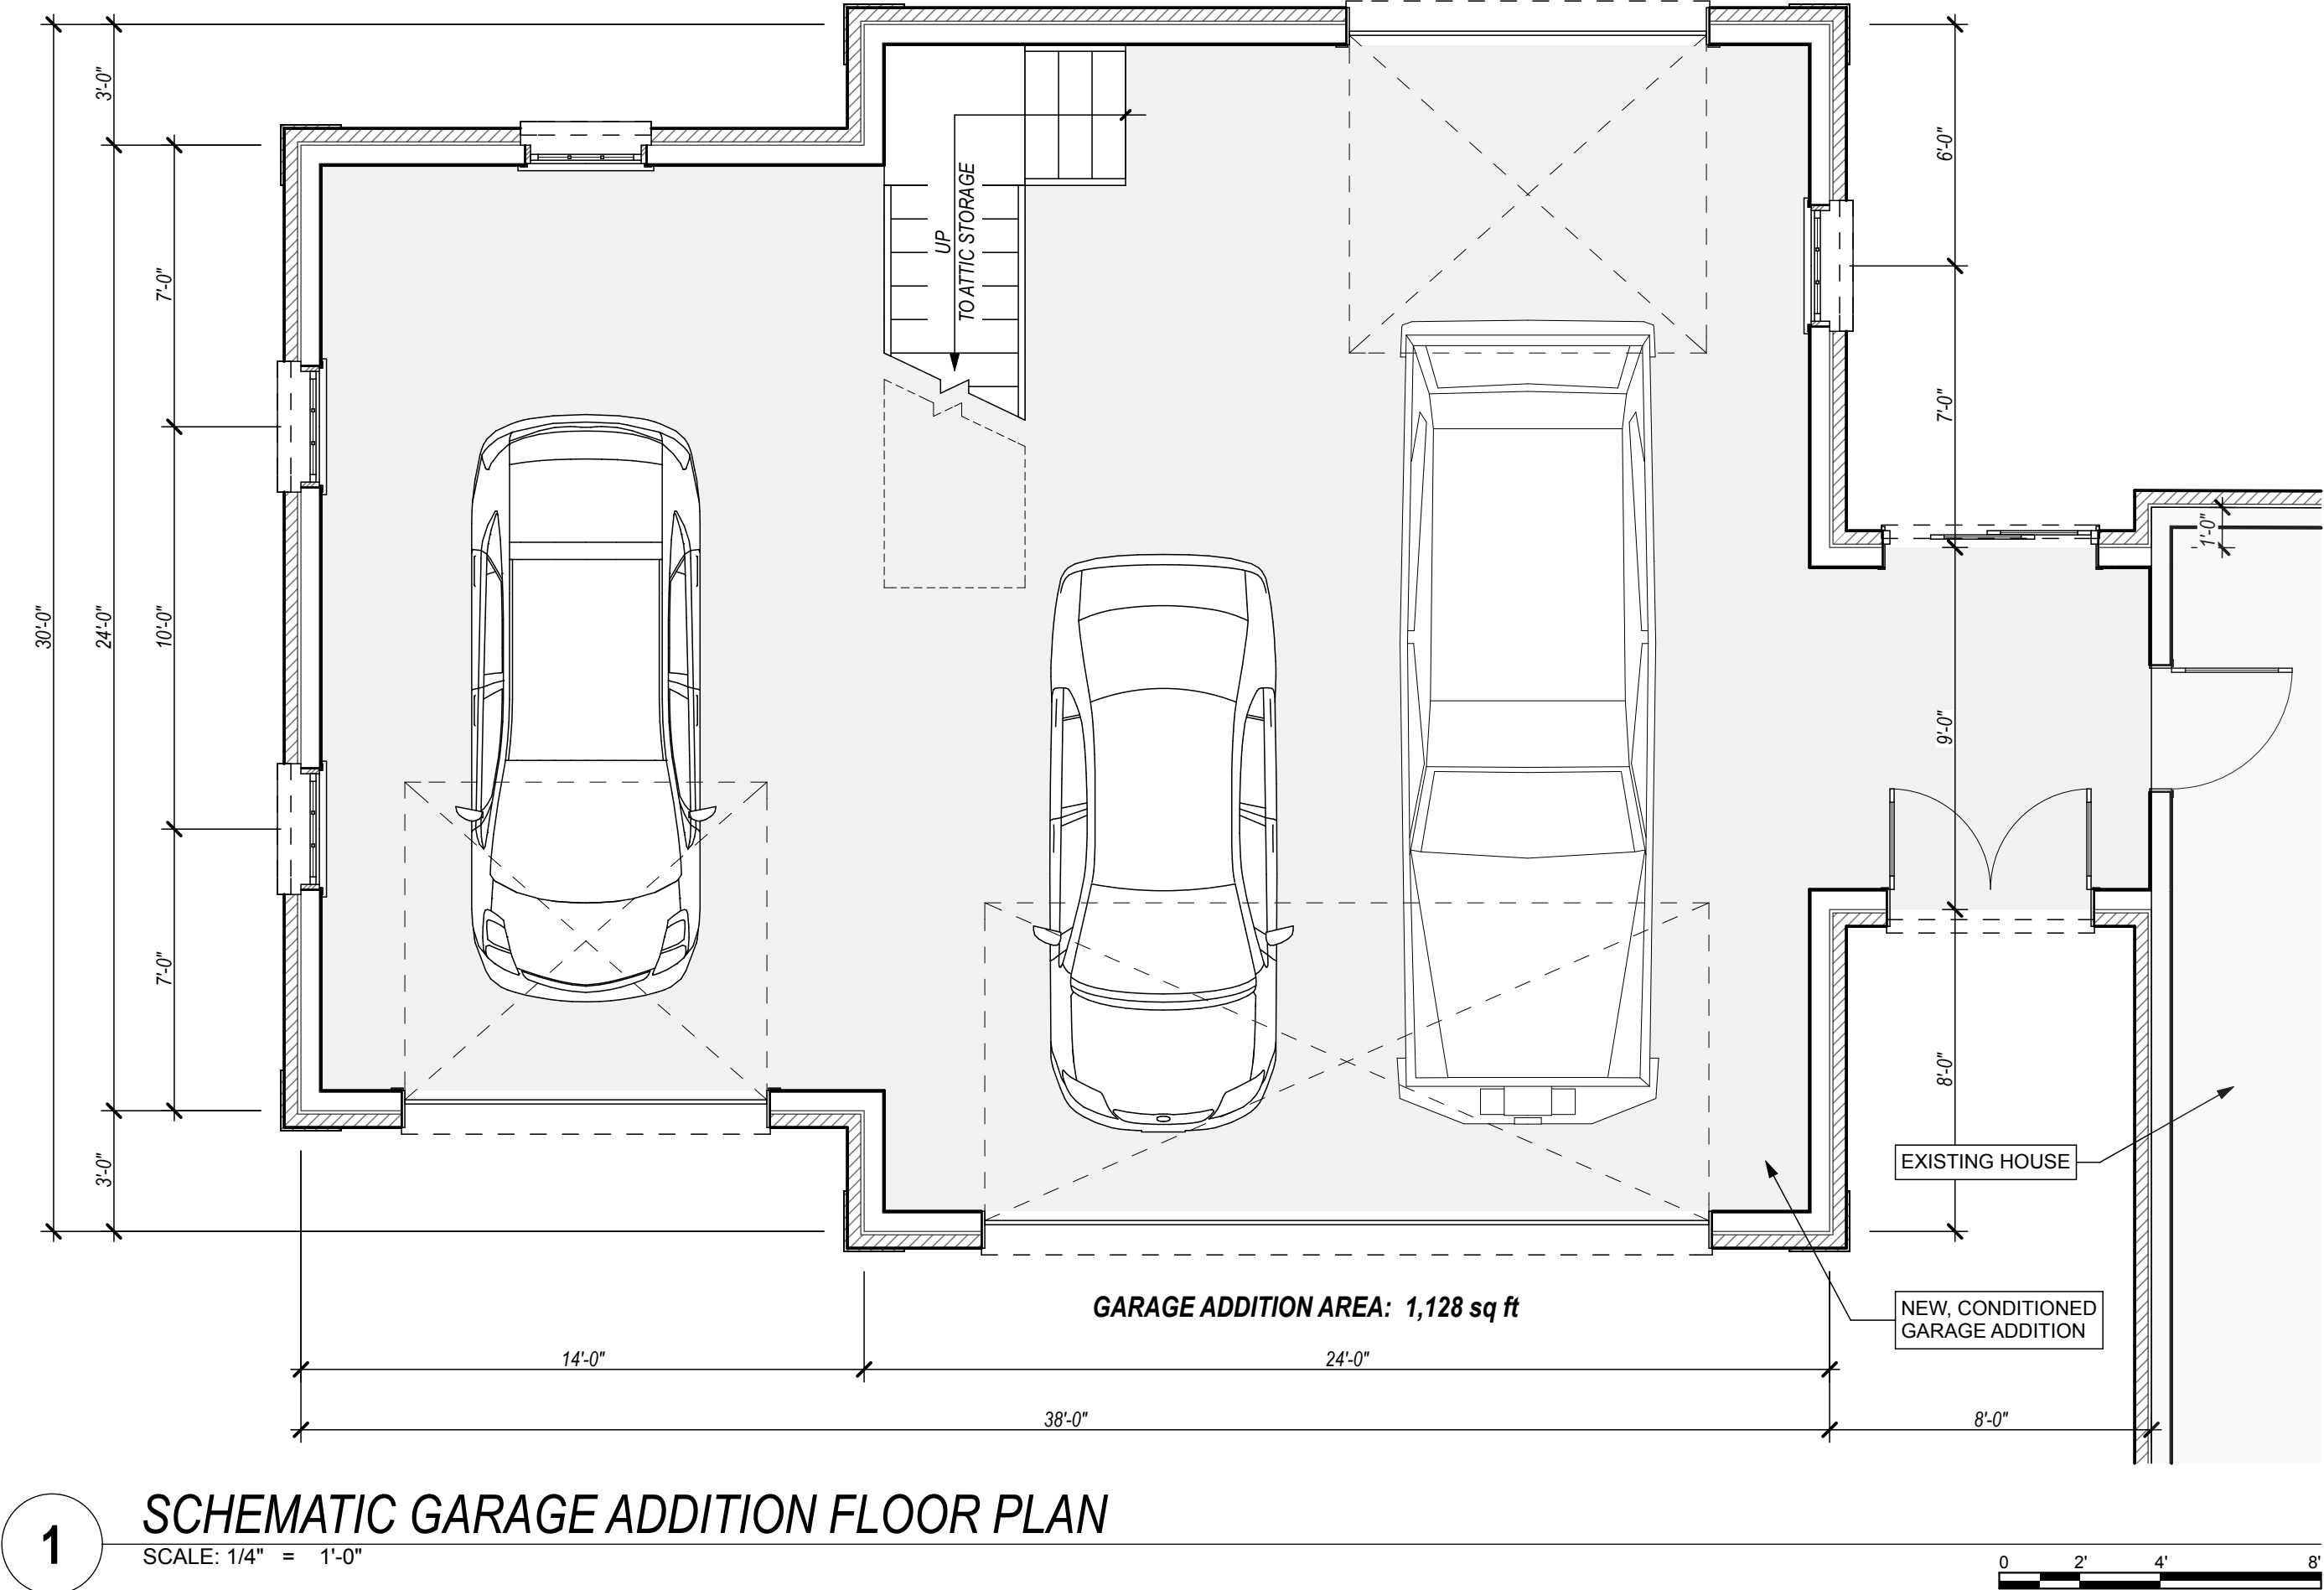 3'-0"
6'-0"
UP
TO ATTIC STORAGE
7'-0"
7'-0"
1'-0"
30'-0"
24'-0"
10'-0"
9'-0"
7'-0"
8'-0"
3'-0"
EXISTING HOUSE
GARAGE ADDITION AREA: 1,128 sq ft
NEW, CONDITIONED
GARAGE ADDITION
14'-0"
24'-0"
38'-0"
8'-0"
1
SCHEMATIC GARAGE ADDITION FLOOR PLAN
SCALE: 1/4" = 1'-0"
0 2' 4' 8'